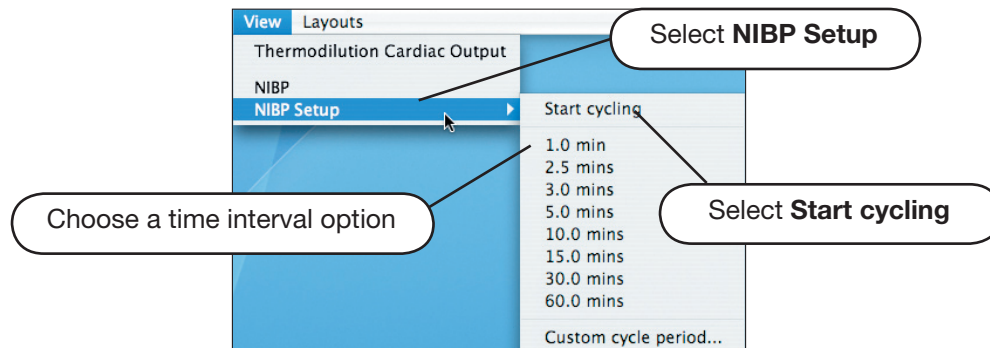 View Layouts
Thermodilution Cardiac Output
NIBP
NIBP Setup
Start cycling
1.0 min
2.5 mins
3.0 mins
5.0 mins
10.0 mins
15.0 mins
30.0 mins
60.0 mins
Custom cycle period...
Select NIBP Setup
Choose a time interval option
Select Start cycling